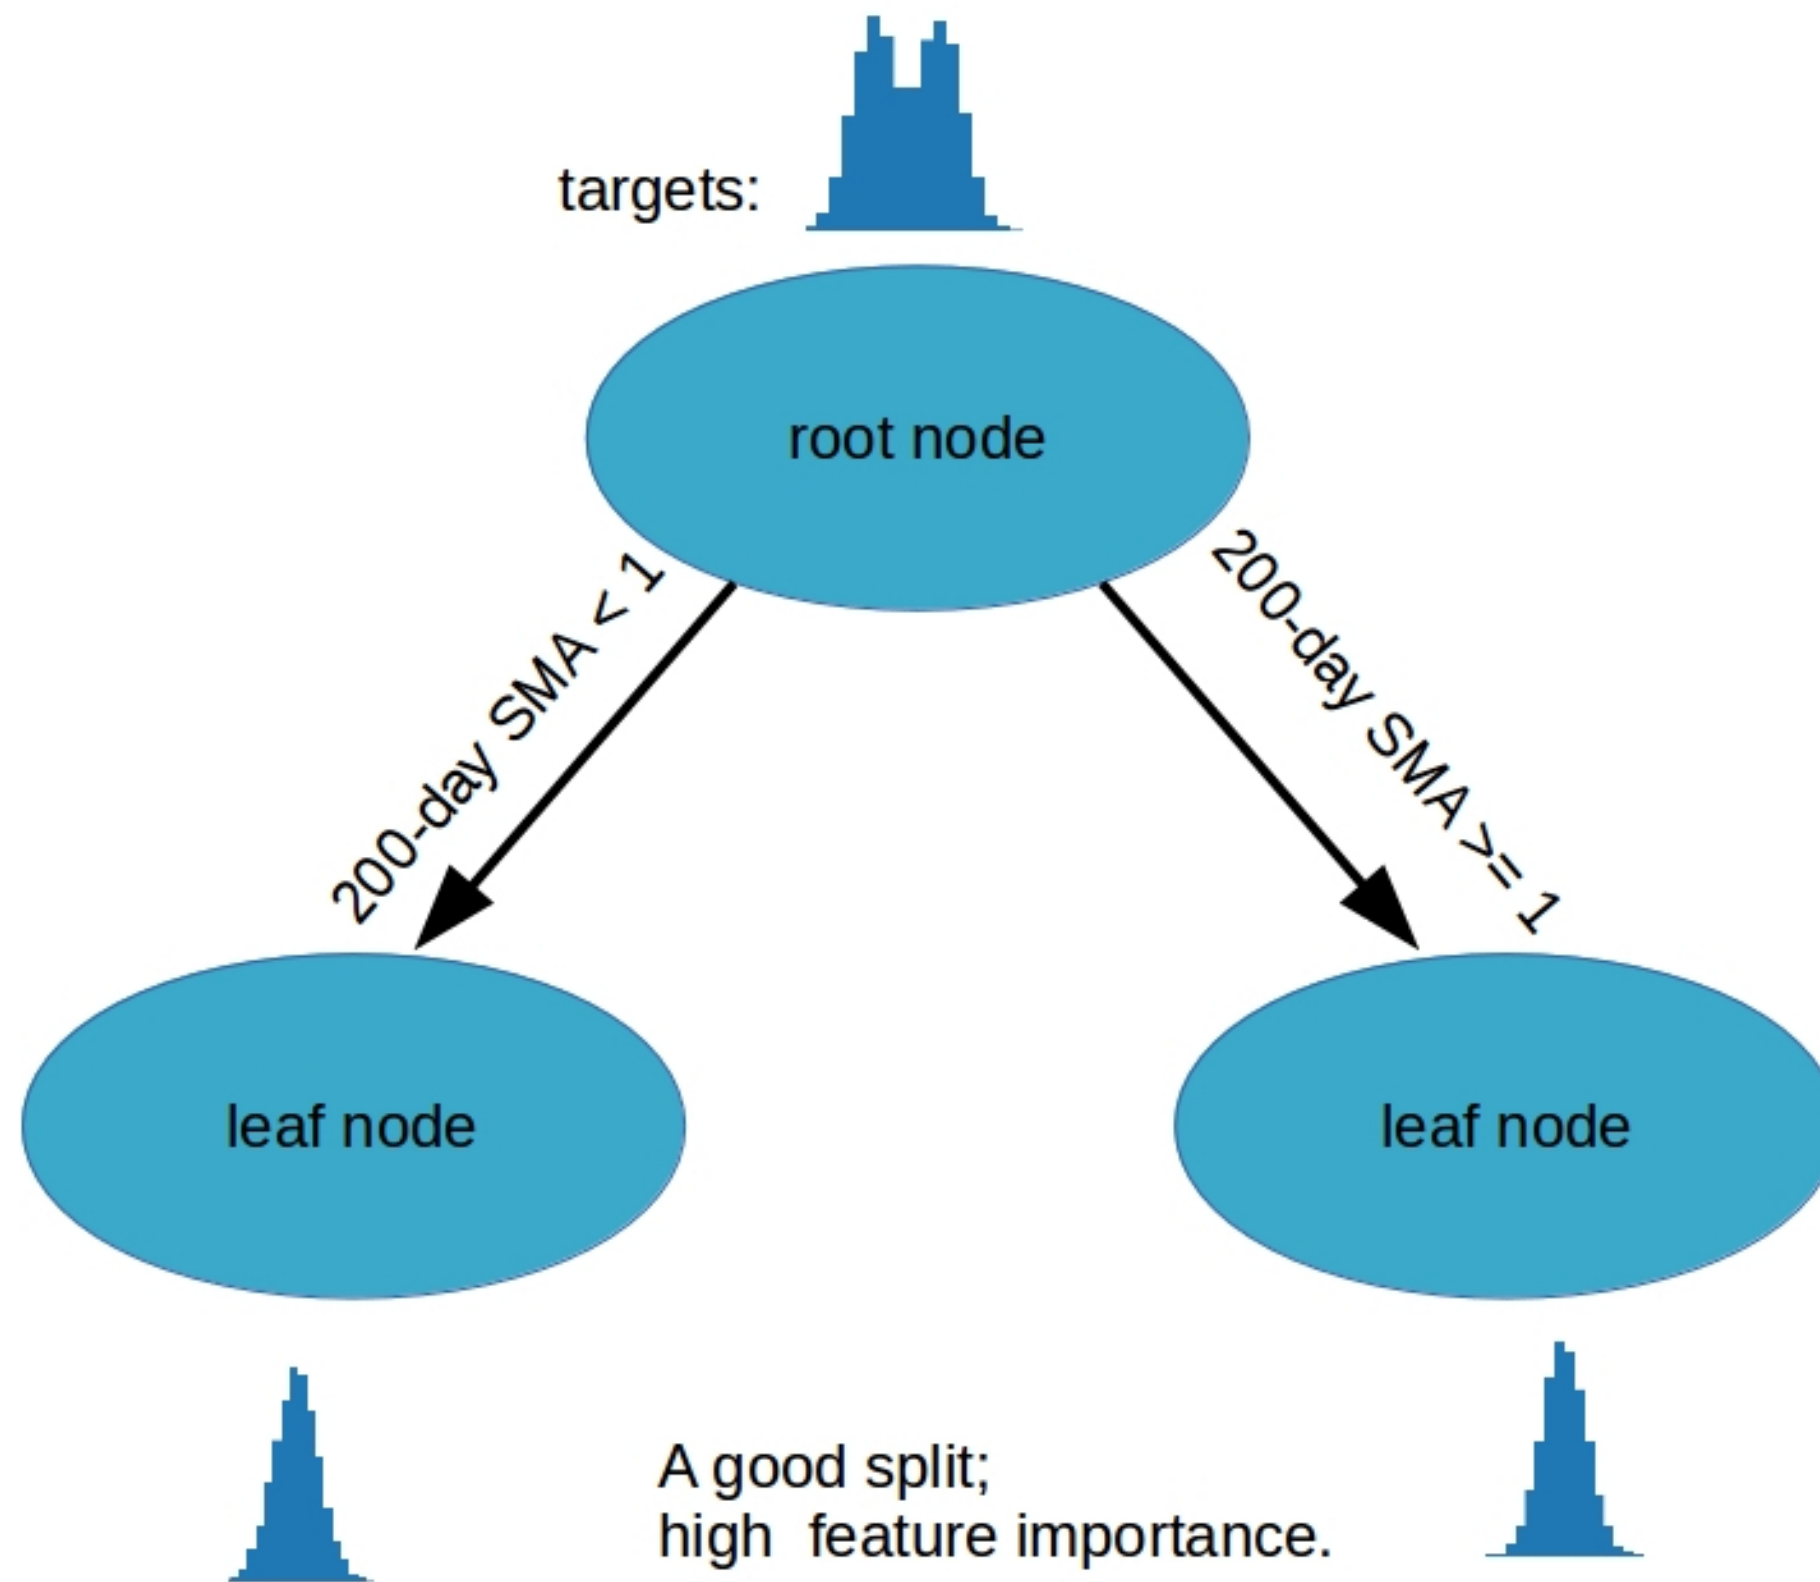 targets:
root node
200-day SMA < 1
200-day SMA >= 1
leaf node
leaf node
A good split;
high  feature importance.